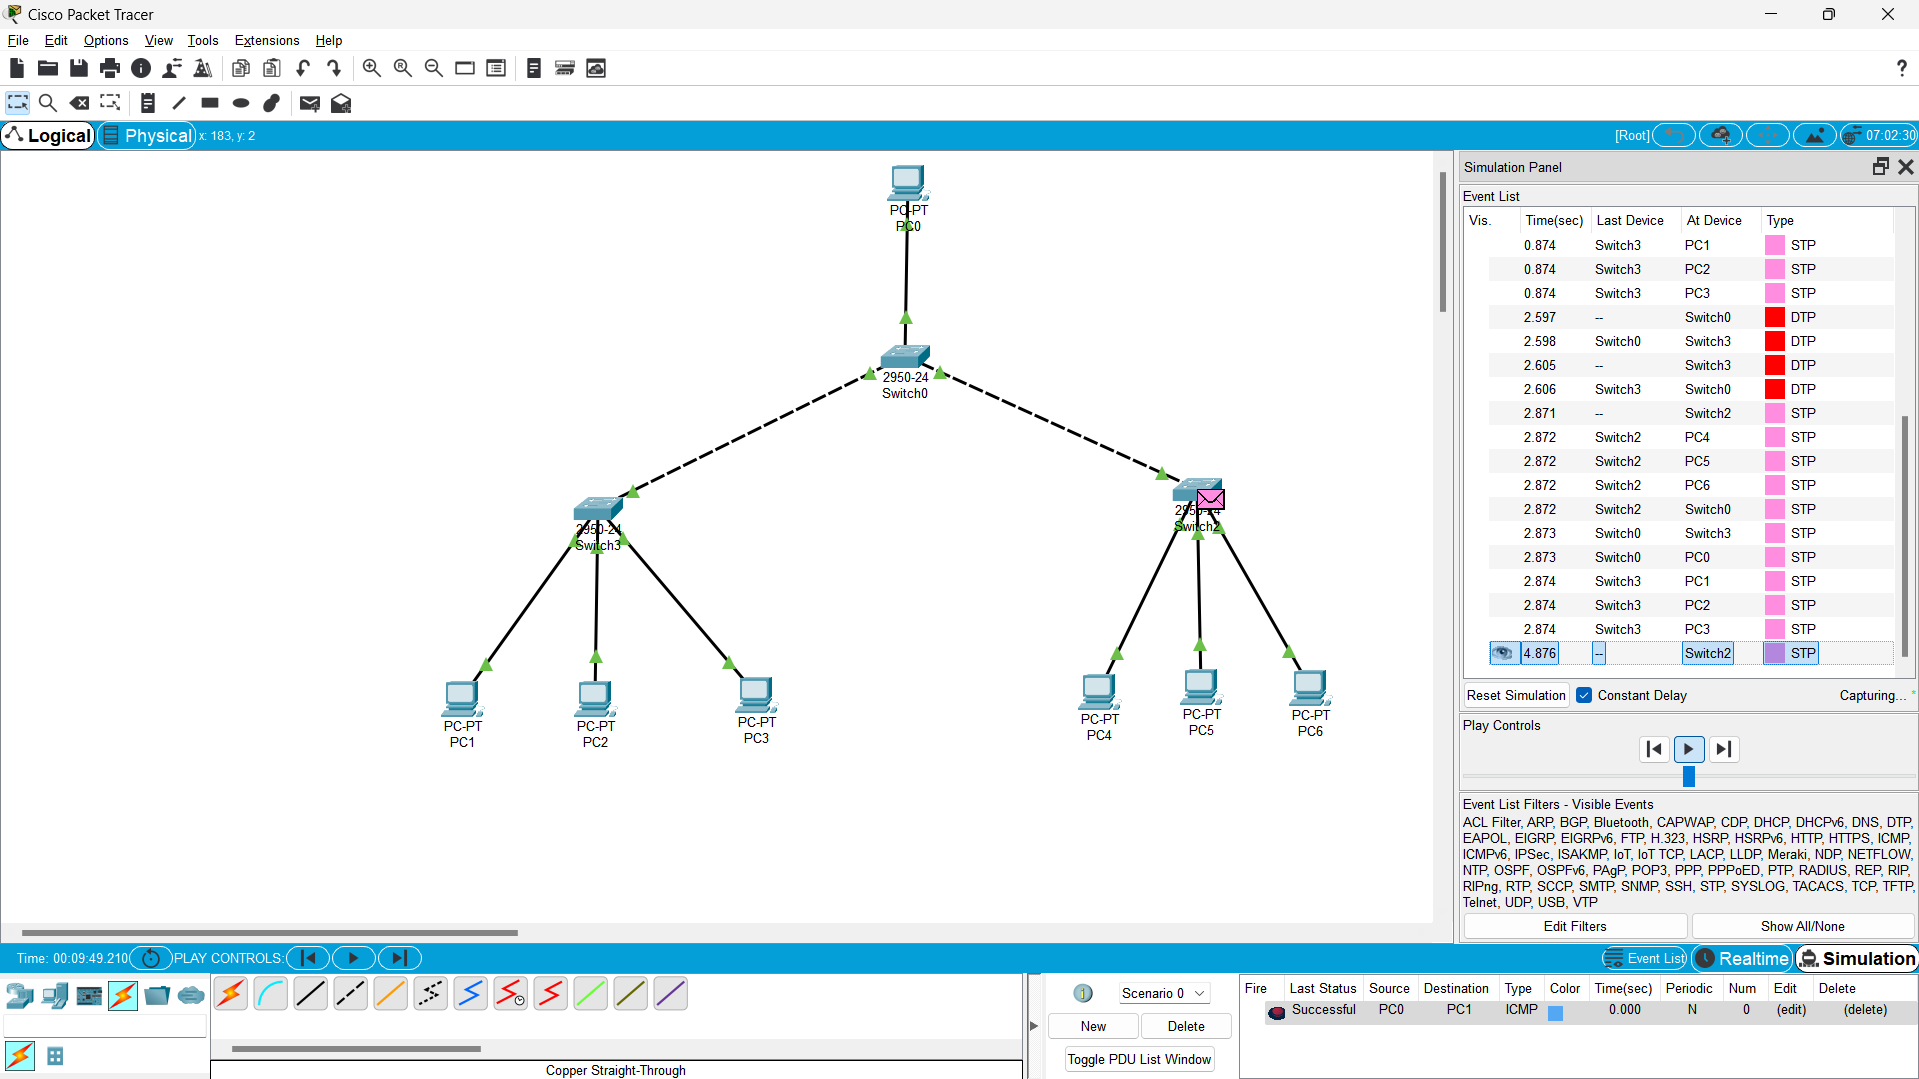 Cisco Packet Tracer
File Edit Options View Tools Extensions Help
?
Logical Physical x: 183, y: 2 [Root] 07:02:30
PC-PT
PC0
2950-24
Switch0
2950-24
Switch3
2950-24
Switch2
PC-PT
PC1
PC-PT
PC2
PC-PT
PC3
PC-PT
PC4
PC-PT
PC5
PC-PT
PC6
Simulation Panel
Event List
Vis. Time(sec) Last Device At Device Type
0.874 Switch3 PC1 STP
0.874 Switch3 PC2 STP
0.874 Switch3 PC3 STP
2.597 -- Switch0 DTP
2.598 Switch0 Switch3 DTP
2.605 -- Switch3 DTP
2.606 Switch3 Switch0 DTP
2.871 -- Switch2 STP
2.872 Switch2 PC4 STP
2.872 Switch2 PC5 STP
2.872 Switch2 PC6 STP
2.872 Switch2 Switch0 STP
2.873 Switch0 Switch3 STP
2.873 Switch0 PC0 STP
2.874 Switch3 PC1 STP
2.874 Switch3 PC2 STP
2.874 Switch3 PC3 STP
4.876 -- Switch2 STP
Reset Simulation Constant Delay Capturing... *
Play Controls
Event List Filters - Visible Events
ACL Filter, ARP, BGP, Bluetooth, CAPWAP, CDP, DHCP, DHCPv6, DNS, DTP,
EAPOL, EIGRP, EIGRPv6, FTP, H.323, HSRP, HSRPv6, HTTP, HTTPS, ICMP,
ICMPv6, IPSec, ISAKMP, IoT, IoT TCP, LACP, LLDP, Meraki, NDP, NETFLOW,
NTP, OSPF, OSPFv6, PAgP, POP3, PPP, PPPoED, PTP, RADIUS, REP, RIP,
RIPng, RTP, SCCP, SMTP, SNMP, SSH, STP, SYSLOG, TACACS, TCP, TFTP,
Telnet, UDP, USB, VTP
Edit Filters Show All/None
Time: 00:09:49.210 PLAY CONTROLS: Event List Realtime Simulation
Copper Straight-Through
Scenario 0
New Delete
Toggle PDU List Window
Fire Last Status Source Destination Type Color Time(sec) Periodic Num Edit Delete
Successful PC0 PC1 ICMP 0.000 N 0 (edit) (delete)